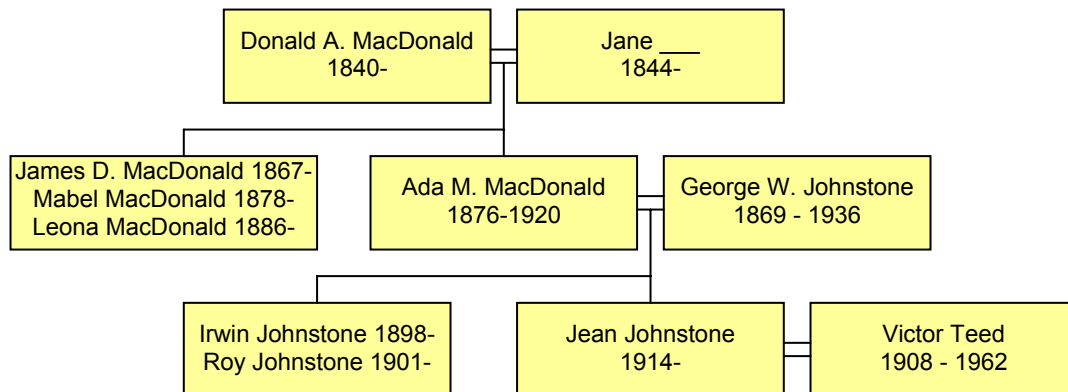 Donald A. MacDonald
1840-
Jane ___
1844-
James D. MacDonald 1867-
Mabel MacDonald 1878-
Leona MacDonald 1886-
Ada M. MacDonald
1876-1920
George W. Johnstone
1869 - 1936
Irwin Johnstone 1898-
Roy Johnstone 1901-
Jean Johnstone
1914-
Victor Teed
1908 - 1962